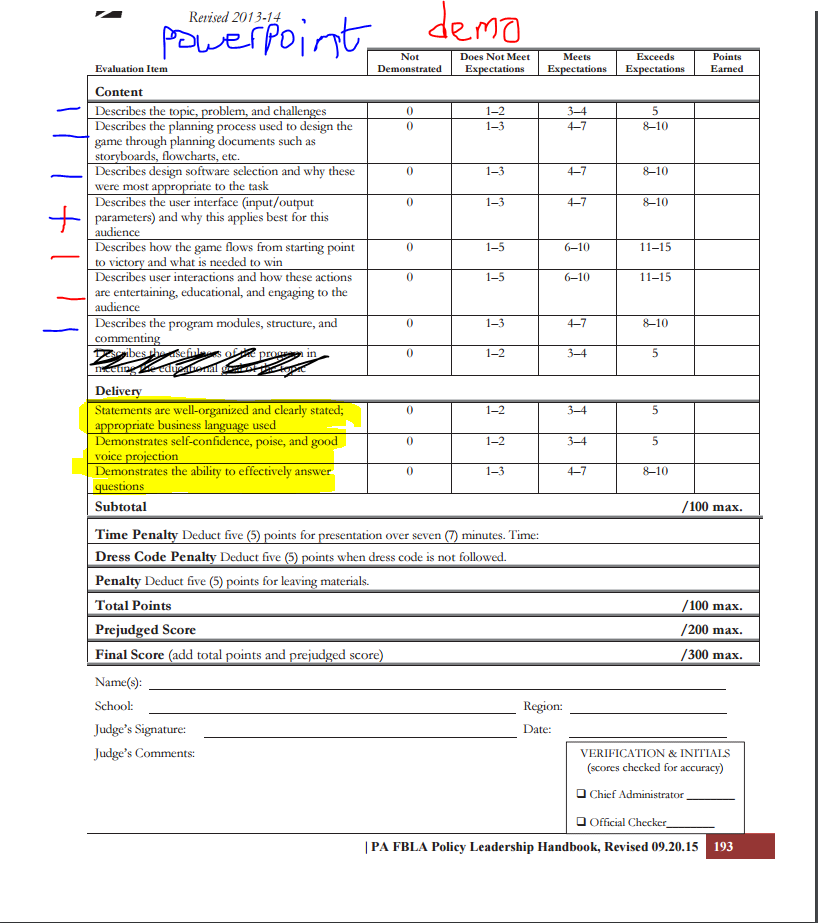 Revised 2013-14
powerpoint demo
Evaluation Item Not Demonstrated Does Not Meet Expectations Meets Expectations Exceeds Expectations Points Earned
Content
Describes the topic, problem, and challenges 0 1–2 3–4 5
Describes the planning process used to design the 0 1–3 4–7 8–10
game through planning documents such as
storyboards, flowcharts, etc.
Describes design software selection and why these 0 1–3 4–7 8–10
were most appropriate to the task
Describes the user interface (input/output 0 1–3 4–7 8–10
parameters) and why this applies best for this
audience
Describes how the game flows from starting point 0 1–5 6–10 11–15
to victory and what is needed to win
Describes user interactions and how these actions 0 1–5 6–10 11–15
are entertaining, educational, and engaging to the
audience
Describes the program modules, structure, and 0 1–3 4–7 8–10
commenting
Describes the usefulness of the program in 0 1–2 3–4 5
meeting the educational goal of the topic
Delivery
Statements are well-organized and clearly stated; 0 1–2 3–4 5
appropriate business language used
Demonstrates self-confidence, poise, and good 0 1–2 3–4 5
voice projection
Demonstrates the ability to effectively answer 0 1–3 4–7 8–10
questions
Subtotal /100 max.
Time Penalty Deduct five (5) points for presentation over seven (7) minutes. Time:
Dress Code Penalty Deduct five (5) points when dress code is not followed.
Penalty Deduct five (5) points for leaving materials.
Total Points /100 max.
Prejudged Score /200 max.
Final Score (add total points and prejudged score) /300 max.
Name(s):
School: Region:
Judge's Signature: Date:
Judge's Comments:
VERIFICATION & INITIALS
(scores checked for accuracy)
❑ Chief Administrator
❑ Official Checker
| PA FBLA Policy Leadership Handbook, Revised 09.20.15 193